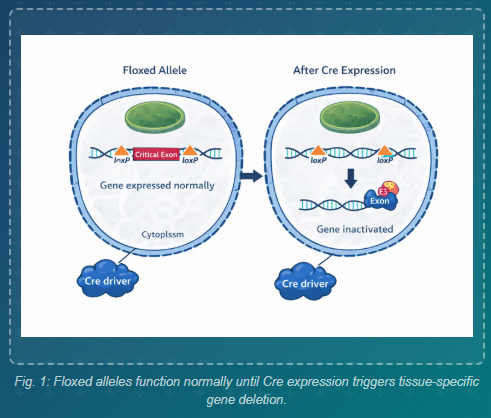 Floxed Allele
After Cre Expression
loxP
Critical Exon
loxP
Gene expressed normally
Cytoplssm
Cre driver
loxP
loxP
E3
Exon
Gene inactivated
Cre driver
Fig. 1: Floxed alleles function normally until Cre expression triggers tissue-specific
gene deletion.